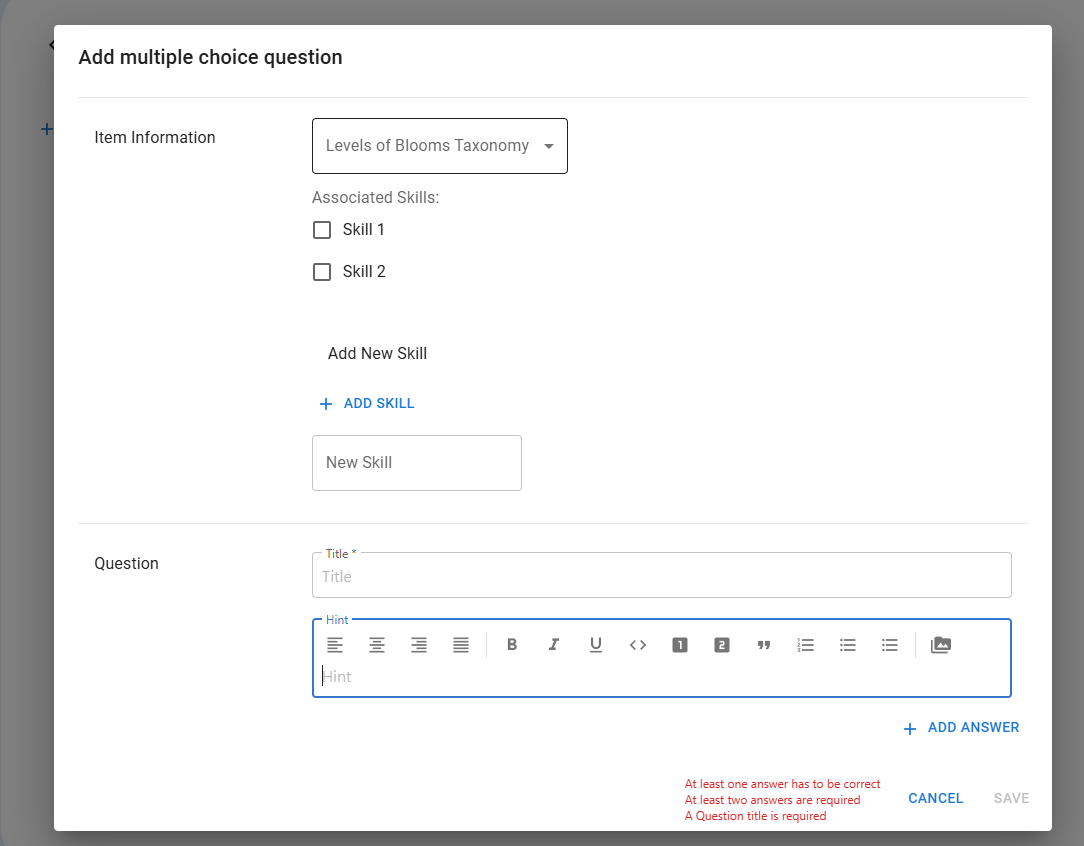 Add multiple choice question
Item Information
Levels of Blooms Taxonomy
Associated Skills:
Skill 1
Skill 2
Add New Skill
+ ADD SKILL
New Skill
Question
Title *
Title
Hint
B I U <> 1 2
Hint
+ ADD ANSWER
At least one answer has to be correct
At least two answers are required
A Question title is required
CANCEL
SAVE